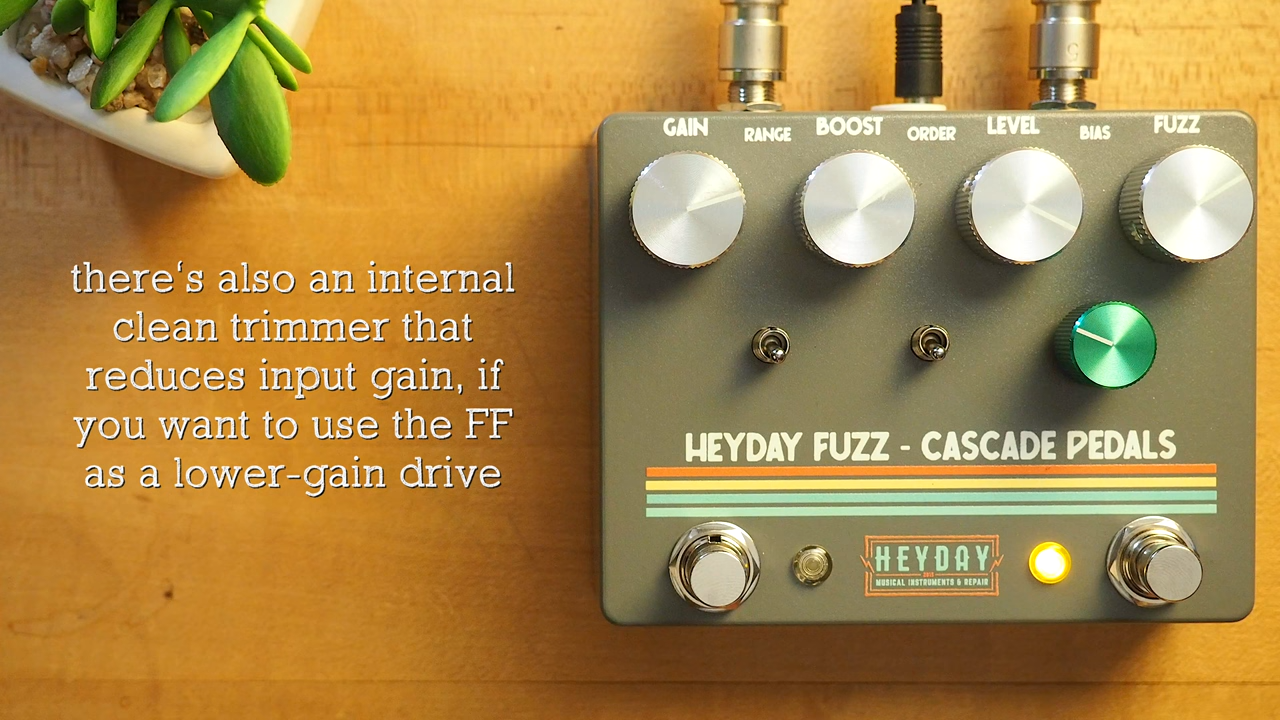 there's also an internal
clean trimmer that
reduces input gain, if
you want to use the FF
as a lower-gain drive
GAIN RANGE BOOST ORDER LEVEL BIAS FUZZ
HEYDAY FUZZ - CASCADE PEDALS
HEYDAY
MUSICAL INSTRUMENTS & REPAIR